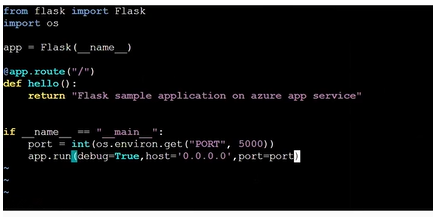 from flask import Flask
import os
app = Flask(__name__)
@app.route("/")
def hello():
    return "Flask sample application on azure app service"
if __name__ == "__main__":
    port = int(os.environ.get("PORT", 5000))
    app.run(debug=True,host='0.0.0.0',port=port)
~
~
~